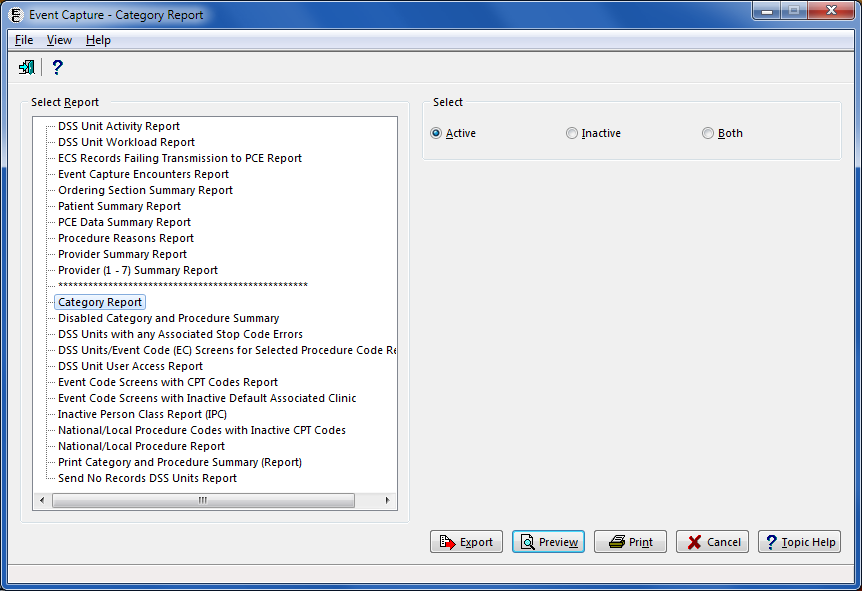 Event Capture - Category Report
File View Help
Select Report
DSS Unit Activity Report
DSS Unit Workload Report
ECS Records Failing Transmission to PCE Report
Event Capture Encounters Report
Ordering Section Summary Report
Patient Summary Report
PCE Data Summary Report
Procedure Reasons Report
Provider Summary Report
Provider (1 - 7) Summary Report
**************************************************
Category Report
Disabled Category and Procedure Summary
DSS Units with any Associated Stop Code Errors
DSS Units/Event Code (EC) Screens for Selected Procedure Code Re
DSS Unit User Access Report
Event Code Screens with CPT Codes Report
Event Code Screens with Inactive Default Associated Clinic
Inactive Person Class Report (IPC)
National/Local Procedure Codes with Inactive CPT Codes
National/Local Procedure Report
Print Category and Procedure Summary (Report)
Send No Records DSS Units Report
Select
Active Inactive Both
Export Preview Print Cancel ? Topic Help